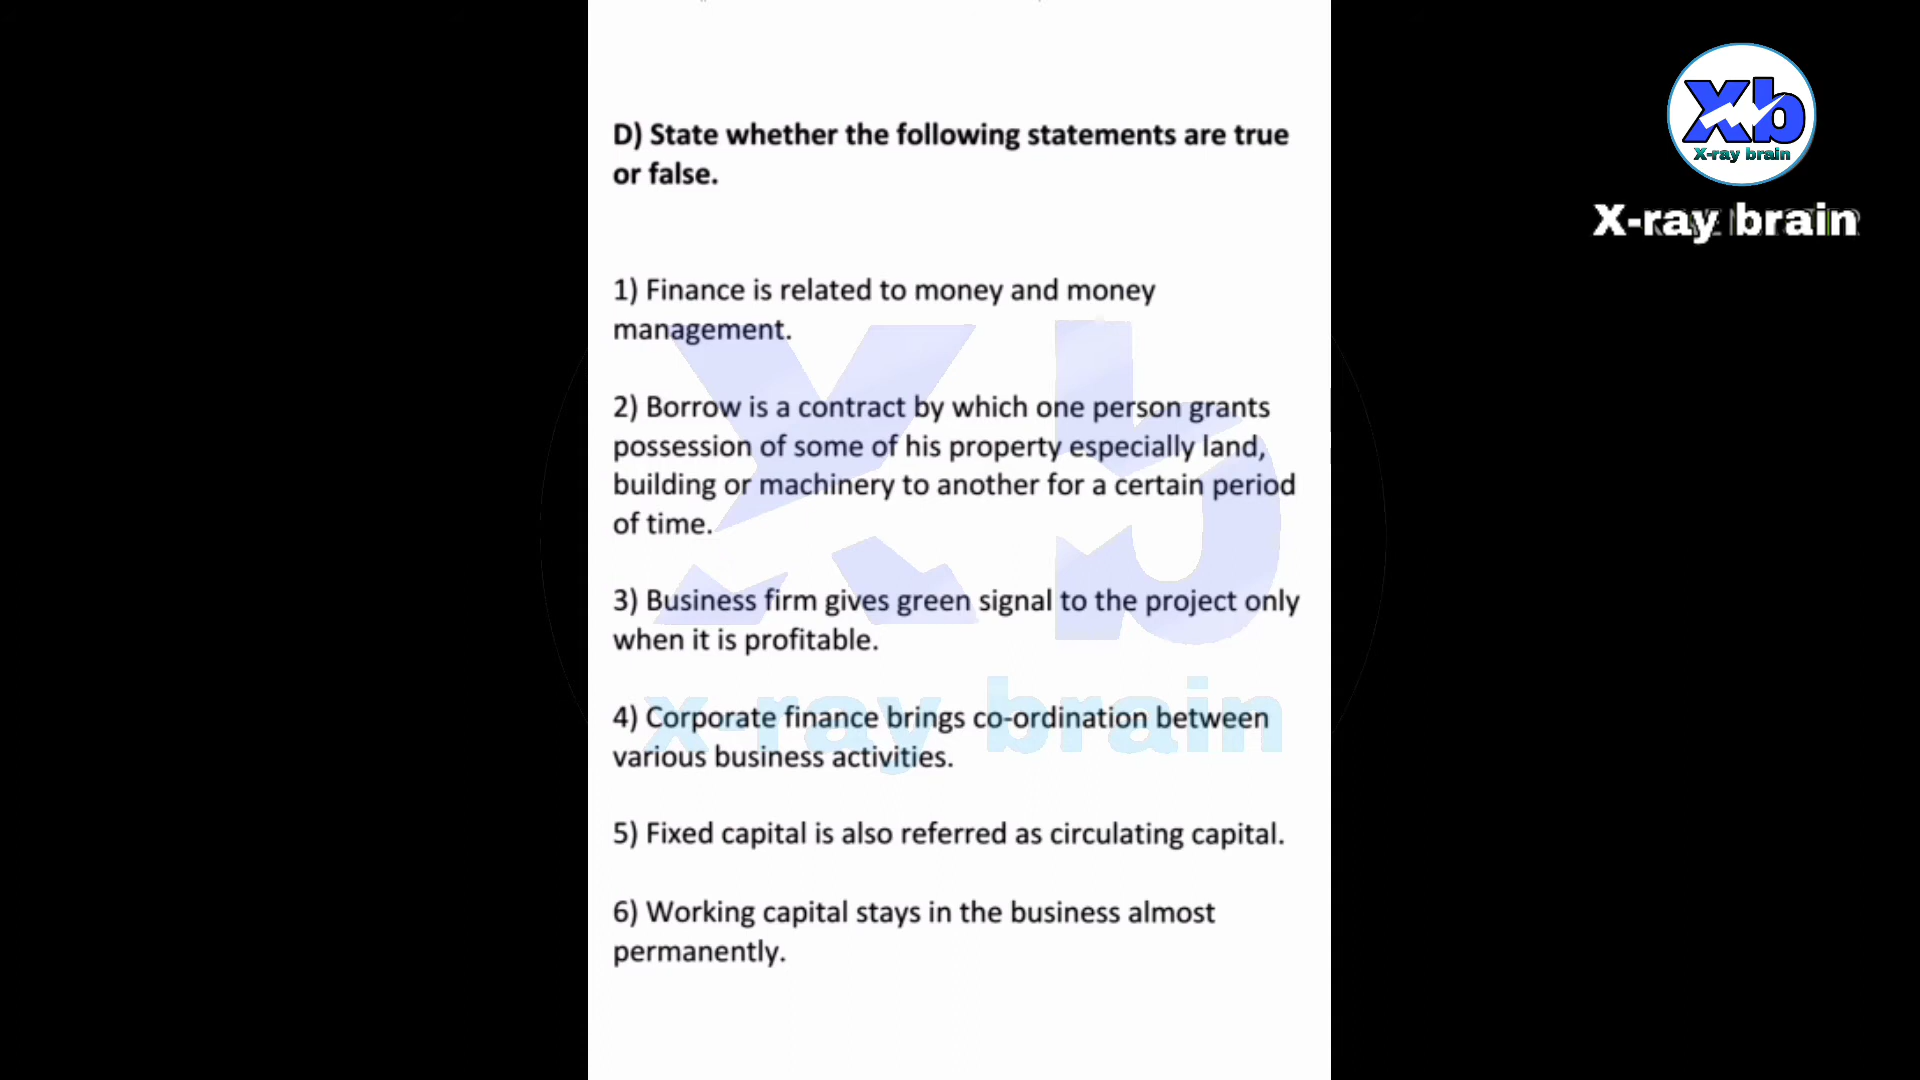 D) State whether the following statements are true
or false.
1) Finance is related to money and money
management.
2) Borrow is a contract by which one person grants
possession of some of his property especially land,
building or machinery to another for a certain period
of time.
3) Business firm gives green signal to the project only
when it is profitable.
4) Corporate finance brings co-ordination between
various business activities.
5) Fixed capital is also referred as circulating capital.
6) Working capital stays in the business almost
permanently.
Xb
x-ray brain
Xb
X-ray brain
X-ray brain